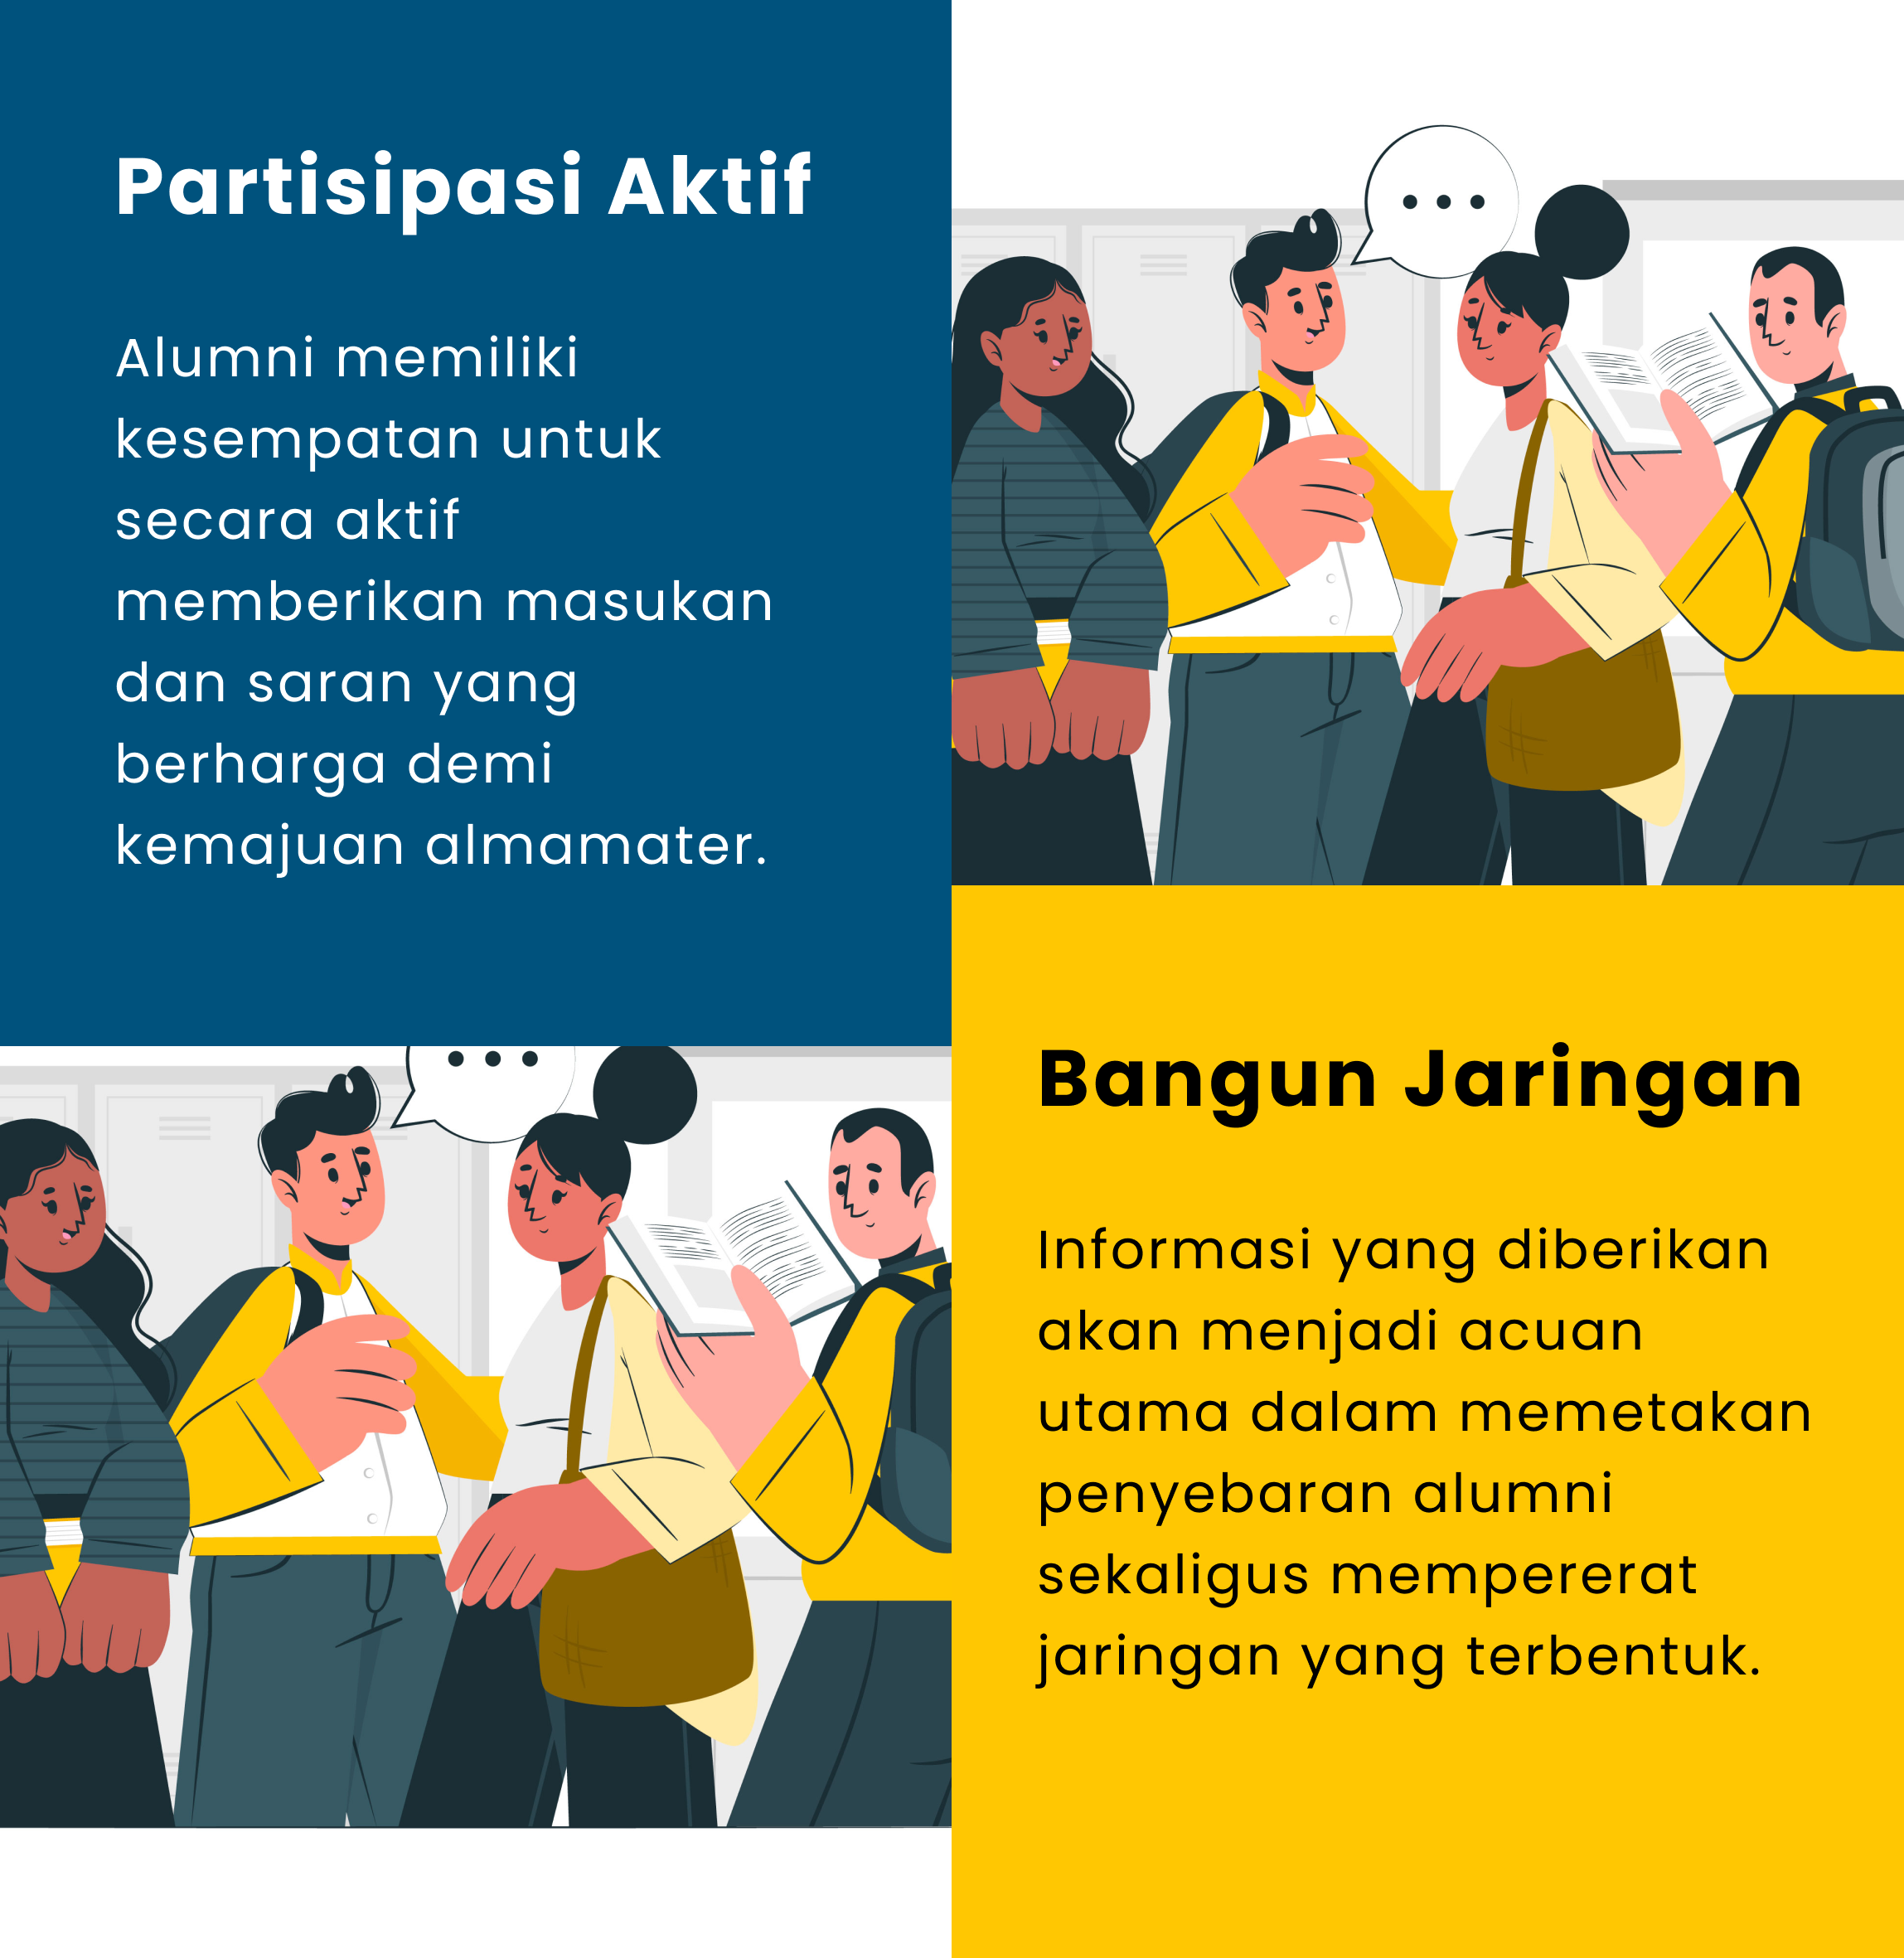 Partisipasi Aktif
Alumni memiliki
kesempatan untuk
secara aktif
memberikan masukan
dan saran yang
berharga demi
kemajuan almamater.
Bangun Jaringan
Informasi yang diberikan
akan menjadi acuan
utama dalam memetakan
penyebaran alumni
sekaligus mempererat
jaringan yang terbentuk.